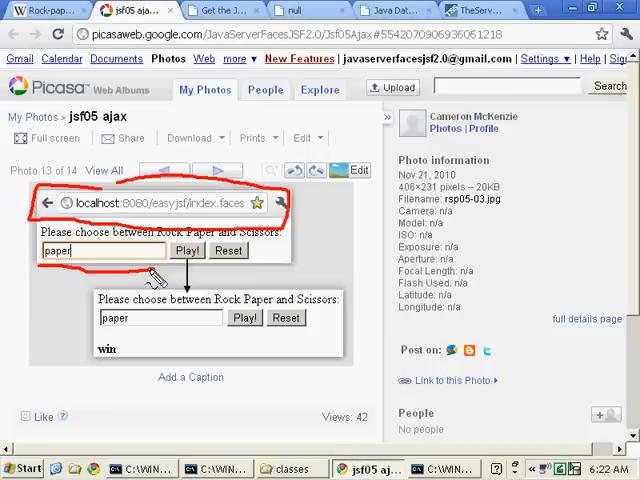 Rock-pap
jsf05 ajax
Get the J
null
Java Dat
TheServ
picasaweb.google.com/JavaServerFacesJSF2.0/Jsf05Ajax#5542070906936061218
Gmail Calendar Documents Photos Web more New Features! javaserverfacesjsf2.0@gmail.com Settings Help Sign
Picasa Web Albums My Photos People Explore Upload Search
My Photos » jsf05 ajax
Full screen Share Download Prints Edit
Photo 13 of 14 View All Edit
localhost:8080/easyjsf/index.faces
Please choose between Rock Paper and Scissors:
paper Play! Reset
Please choose between Rock Paper and Scissors:
paper Play! Reset
win
Add a Caption
Like ? Views: 42
»
Cameron McKenzie
Photos | Profile
Photo information
Nov 21, 2010
406×231 pixels – 20KB
Filename: rsp05-03.jpg
Camera: n/a
Model: n/a
ISO: n/a
Exposure: n/a
Aperture: n/a
Focal Length: n/a
Flash Used: n/a
Latitude: n/a
Longitude: n/a
full details page
Post on:
Link to this Photo
People
No people
Start C:\WIN... C:\WIN... classes jsf05 aj... C:\WIN... 6:22 AM